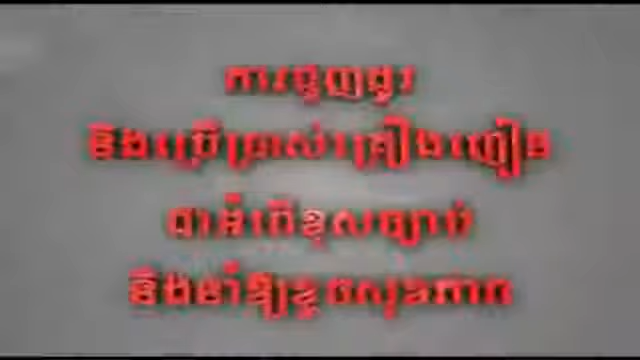 ការជួញដូរ
និងប្រើប្រាស់គ្រឿងញៀន
ជាអំពើខុសច្បាប់
និងនាំឱ្យខូចសុខភាព